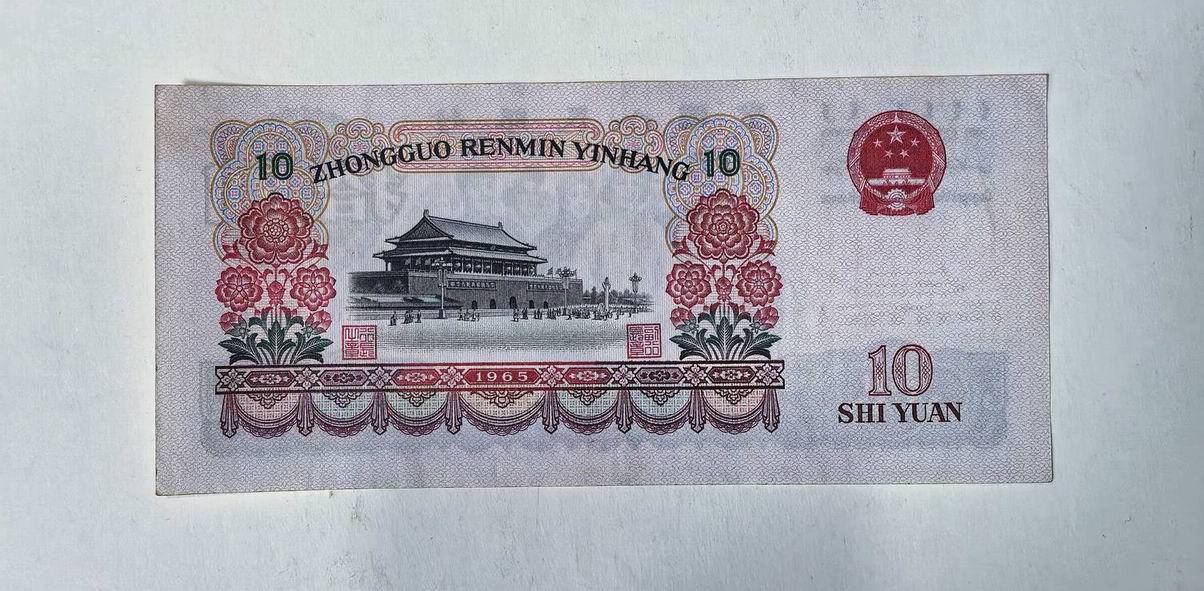 10 ZHONGGUO RENMIN YINHANG 10
1965
10
SHI YUAN